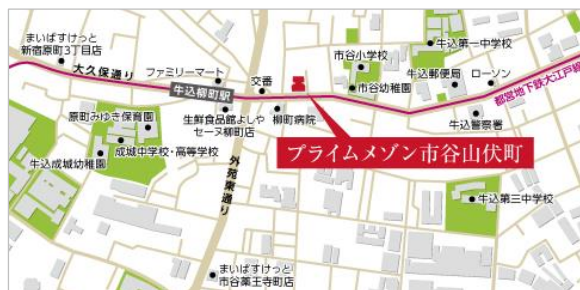 まいばすけっと
新宿原町3丁目店
大久保通り
ファミリーマート
交番
市谷小学校
牛込第一中学校
牛込柳町駅
牛込郵便局
ローソン
市谷幼稚園
都営地下鉄大江戸線
原町みゆき保育園
生鮮食品館よしや
セーヌ柳町店
柳町病院
牛込警察署
成城中学校・高等学校
牛込成城幼稚園
プライムメゾン市谷山伏町
外苑東通り
牛込第三中学校
まいばすけっと
市谷薬王寺町店